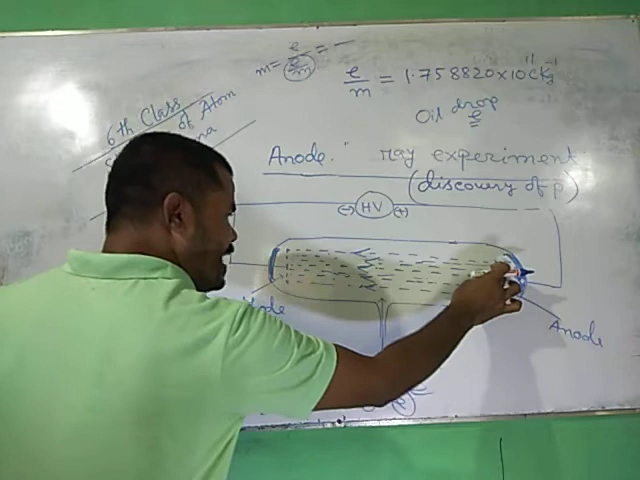 m = e / e/m = —
e/m = 1.758820 × 10¹¹ C kg⁻¹
6th Class
of Atom
Oil drop
e
Anode " ray experiment
(discovery of p)
(-) HV (+)
Anode